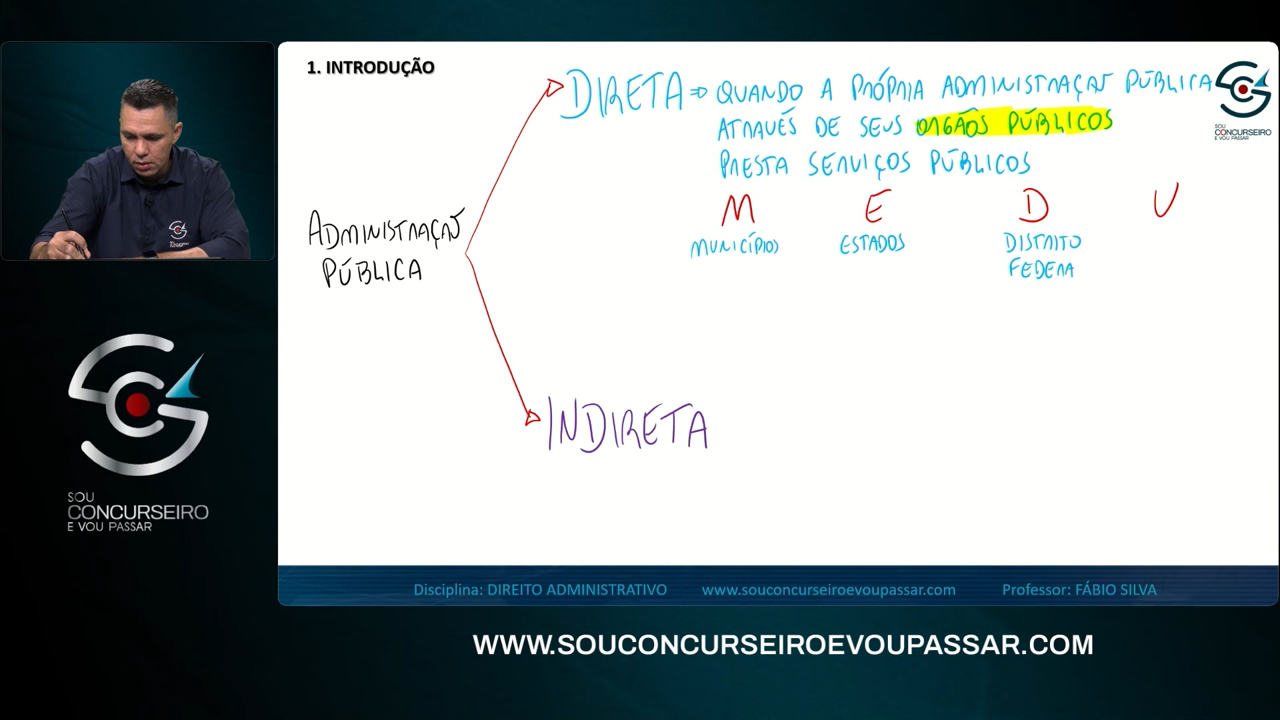 1. INTRODUÇÃO
DIRETA => QUANDO A PRÓPRIA ADMINISTRAÇÃO PÚBLICA
ATRAVÉS DE SEUS ORGÃOS PÚBLICOS
PRESTA SERVIÇOS PÚBLICOS
M E D U
MUNICÍPIOS ESTADOS DISTRITO
FEDERA
ADMINISTRAÇÃO
PÚBLICA
INDIRETA
SOU
CONCURSEIRO
E VOU PASSAR
SOU
CONCURSEIRO
E VOU PASSAR
Disciplina: DIREITO ADMINISTRATIVO www.souconcurseiroevoupassar.com Professor: FÁBIO SILVA
WWW.SOUCONCURSEIROEVOUPASSAR.COM